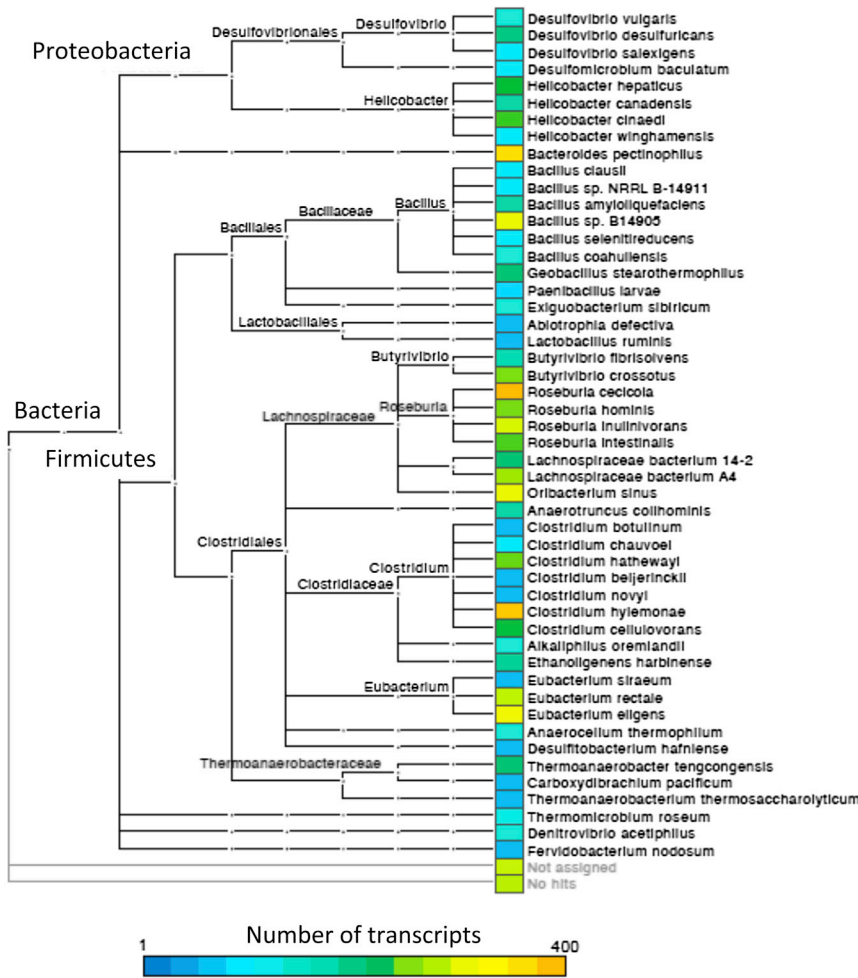 Proteobacteria
Desulfovibrionales
Desulfovibrio
Desulfovibrio vulgaris
Desulfovibrio desulfuricans
Desulfovibrio salexigens
Desulfomicrobium baculatum
Helicobacter
Helicobacter hepaticus
Helicobacter canadensis
Helicobacter cinaedi
Helicobacter winghamensis
Bacteroides pectinophilus
Bacillales
Bacillaceae
Bacillus
Bacillus clausii
Bacillus sp. NRRL B-14911
Bacillus amyloliquefaciens
Bacillus sp. B14905
Bacillus selenitireducens
Bacillus coahuilensis
Geobacillus stearothermophilus
Paenibacillus larvae
Exiguobacterium sibiricum
Lactobacillales
Abiotrophia defectiva
Lactobacillus ruminis
Bacteria
Firmicutes
Lachnospiraceae
Butyrivibrio
Butyrivibrio fibrisolvens
Butyrivibrio crossotus
Roseburia
Roseburia cecicola
Roseburia hominis
Roseburia inulinivorans
Roseburia intestinalis
Lachnospiraceae bacterium 14-2
Lachnospiraceae bacterium A4
Oribacterium sinus
Anaerotruncus colihominis
Clostridiales
Clostridiaceae
Clostridium
Clostridium botulinum
Clostridium chauvoei
Clostridium hathewayi
Clostridium beijerinckii
Clostridium novyi
Clostridium hylemonae
Clostridium cellulovorans
Alkaliphilus oremlandii
Ethanoligenens harbinense
Eubacterium
Eubacterium siraeum
Eubacterium rectale
Eubacterium eligens
Anaerocellum thermophilum
Desulfitobacterium hafniense
Thermoanaerobacteraceae
Thermoanaerobacter tengcongensis
Carboxydibrachium pacificum
Thermoanaerobacterium thermosaccharolyticum
Thermomicrobium roseum
Denitrovibrio acetiphilus
Fervidobacterium nodosum
Not assigned
No hits
Number of transcripts
1
400